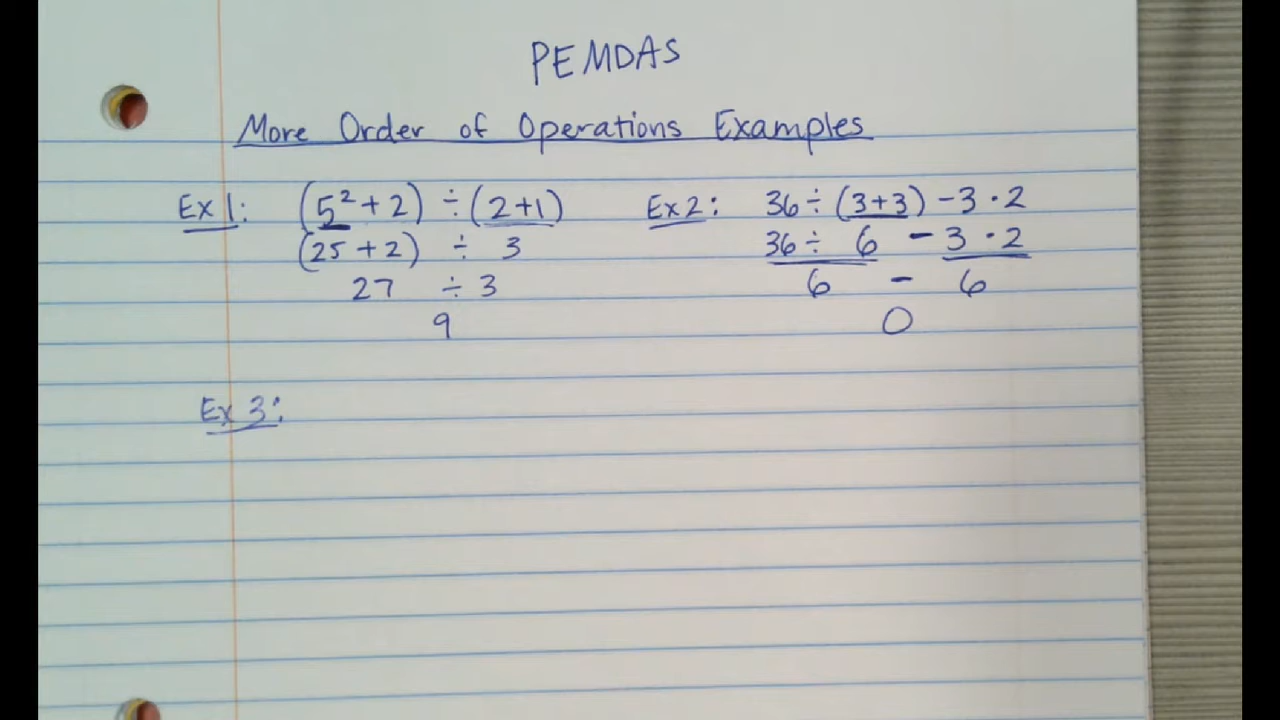 PEMDAS
More Order of Operations Examples
Ex 1: (5²+2) ÷ (2+1)
(25+2) ÷ 3
27 ÷ 3
9
Ex 2: 36 ÷ (3+3) - 3 · 2
36 ÷ 6 - 3 · 2
6 - 6
0
Ex 3: